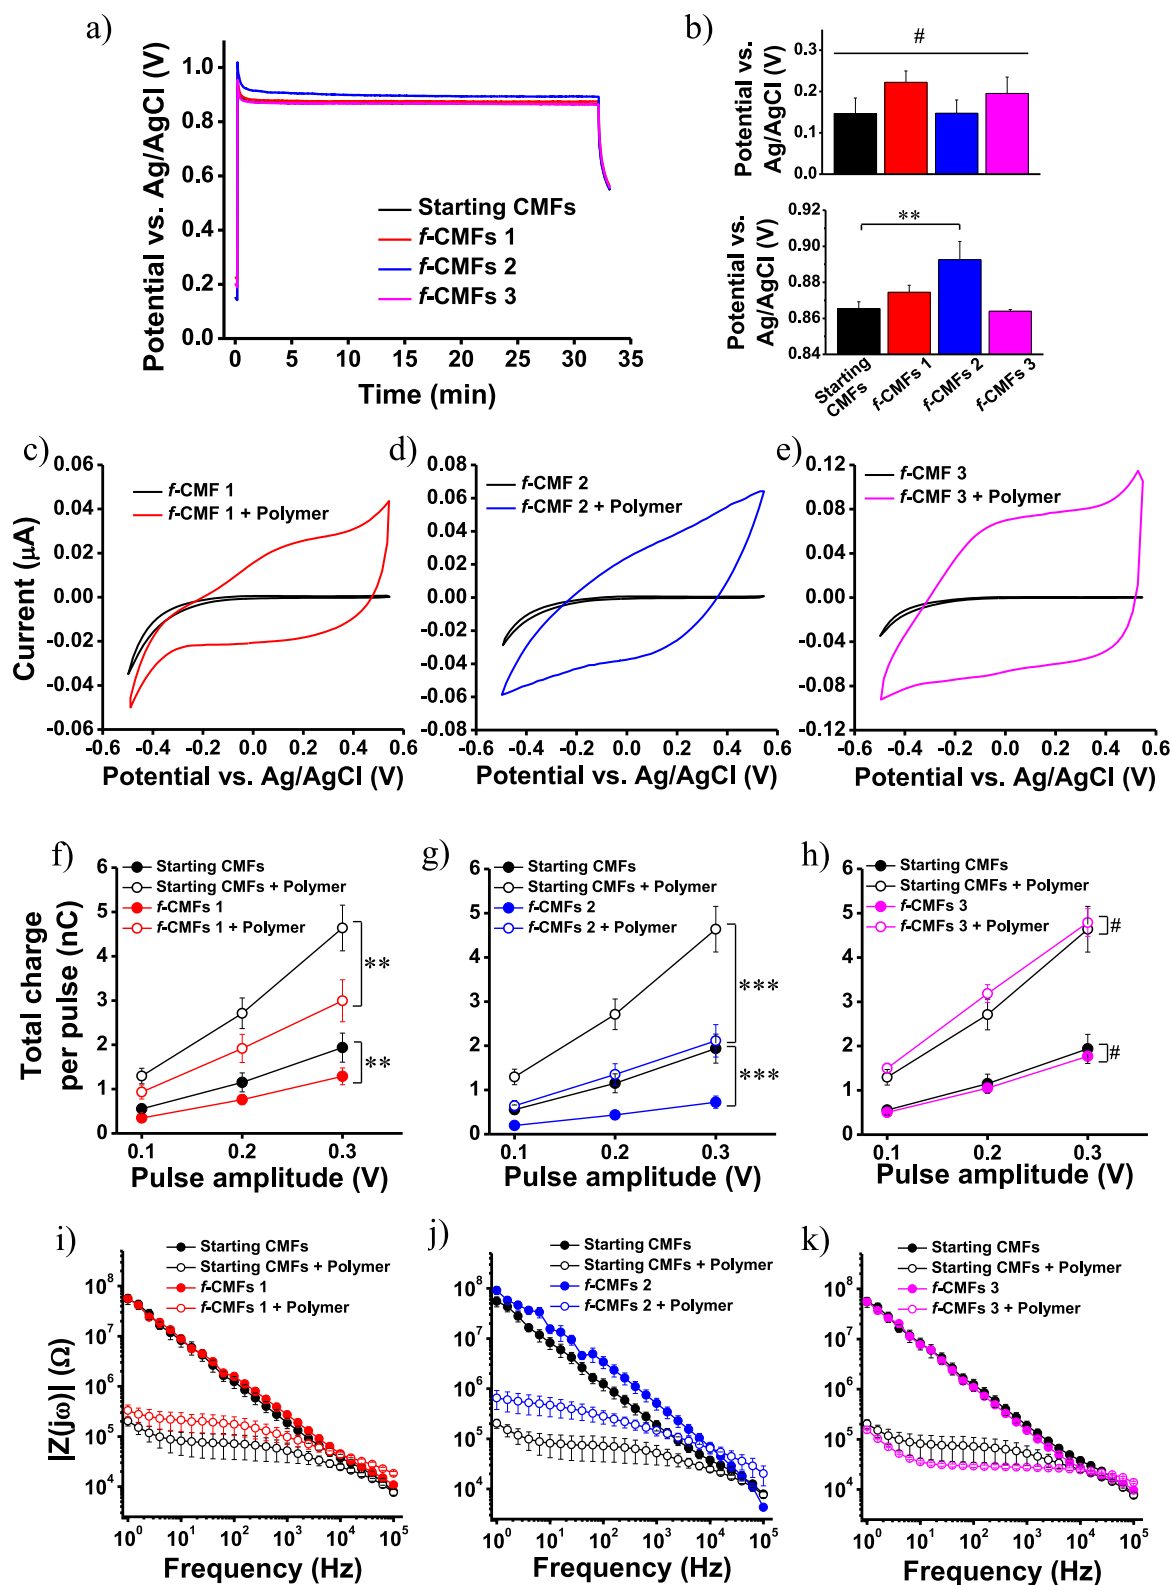 a)
Potential vs. Ag/AgCl (V)
1.0
0.8
0.6
0.4
0.2
0.0
Starting CMFs
f-CMFs 1
f-CMFs 2
f-CMFs 3
0 5 10 15 20 25 30 35
Time (min)
b)
Potential vs.
Ag/AgCl (V)
0.3
0.2
0.1
0.0
#
Potential vs.
Ag/AgCl (V)
0.92
0.90
0.88
0.86
0.84
**
Starting
CMFs
f-CMFs 1
f-CMFs 2
f-CMFs 3
c)
Current (µA)
0.06
0.04
0.02
0.00
-0.02
-0.04
-0.06
f-CMF 1
f-CMF 1 + Polymer
-0.6 -0.4 -0.2 0.0 0.2 0.4 0.6
Potential vs. Ag/AgCl (V)
d)
0.08
0.06
0.04
0.02
0.00
-0.02
-0.04
-0.06
-0.08
f-CMF 2
f-CMF 2 + Polymer
-0.6 -0.4 -0.2 0.0 0.2 0.4 0.6
Potential vs. Ag/AgCl (V)
e)
0.12
0.08
0.04
0.00
-0.04
-0.08
-0.12
f-CMF 3
f-CMF 3 + Polymer
-0.6 -0.4 -0.2 0.0 0.2 0.4 0.6
Potential vs. Ag/AgCl (V)
f)
Total charge
per pulse (nC)
6
5
4
3
2
1
0
Starting CMFs
Starting CMFs + Polymer
f-CMFs 1
f-CMFs 1 + Polymer
**
**
0.1 0.2 0.3
Pulse amplitude (V)
g)
6
5
4
3
2
1
0
Starting CMFs
Starting CMFs + Polymer
f-CMFs 2
f-CMFs 2 + Polymer
***
***
0.1 0.2 0.3
Pulse amplitude (V)
h)
6
5
4
3
2
1
0
Starting CMFs
Starting CMFs + Polymer
f-CMFs 3
f-CMFs 3 + Polymer
#
#
0.1 0.2 0.3
Pulse amplitude (V)
i)
|Z(jω)| (Ω)
10⁸
10⁷
10⁶
10⁵
10⁴
Starting CMFs
Starting CMFs + Polymer
f-CMFs 1
f-CMFs 1 + Polymer
10⁰ 10¹ 10² 10³ 10⁴ 10⁵
Frequency (Hz)
j)
10⁸
10⁷
10⁶
10⁵
10⁴
Starting CMFs
Starting CMFs + Polymer
f-CMFs 2
f-CMFs 2 + Polymer
10⁰ 10¹ 10² 10³ 10⁴ 10⁵
Frequency (Hz)
k)
10⁸
10⁷
10⁶
10⁵
10⁴
Starting CMFs
Starting CMFs + Polymer
f-CMFs 3
f-CMFs 3 + Polymer
10⁰ 10¹ 10² 10³ 10⁴ 10⁵
Frequency (Hz)